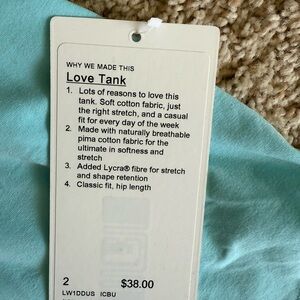 WHY WE MADE THIS
Love Tank
1. Lots of reasons to love this
tank. Soft cotton fabric, just
the right stretch, and a casual
fit for every day of the week
2. Made with naturally breathable
pima cotton fabric for the
ultimate in softness and
stretch
3. Added Lycra® fibre for stretch
and shape retention
4. Classic fit, hip length
2 $38.00
LW1DDUS ICBU